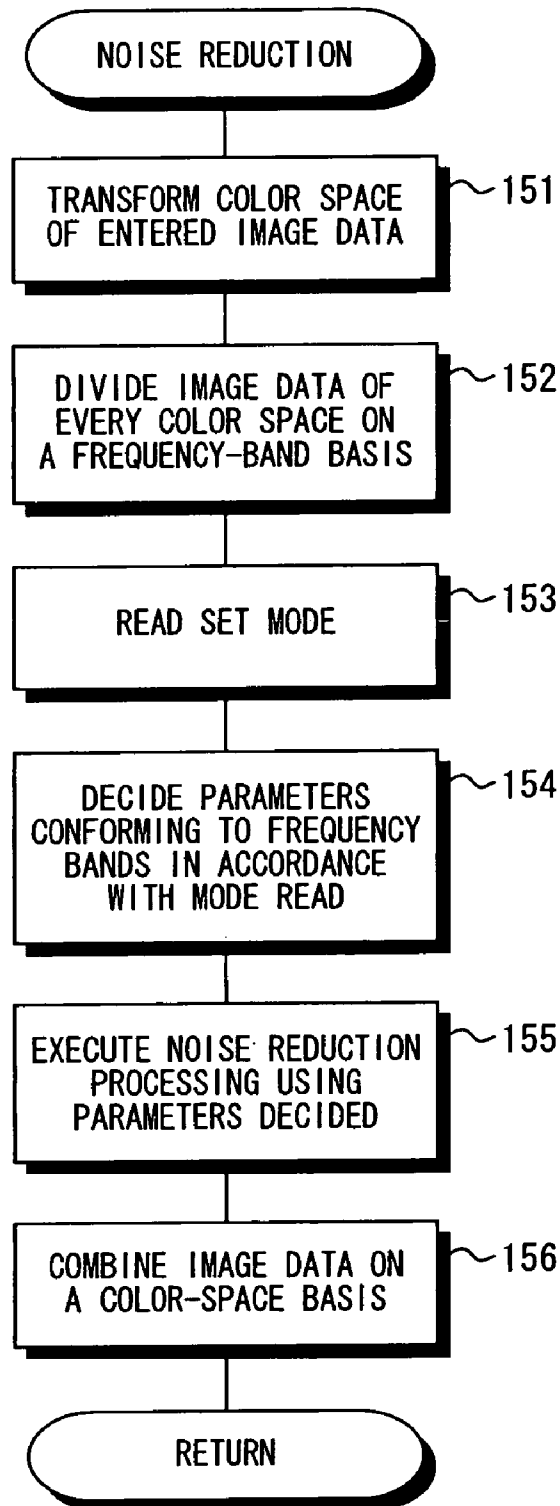 NOISE REDUCTION
TRANSFORM COLOR SPACE
OF ENTERED IMAGE DATA
151
DIVIDE IMAGE DATA OF
EVERY COLOR SPACE ON
A FREQUENCY-BAND BASIS
152
READ SET MODE
153
DECIDE PARAMETERS
CONFORMING TO FREQUENCY
BANDS IN ACCORDANCE
WITH MODE READ
154
EXECUTE NOISE REDUCTION
PROCESSING USING
PARAMETERS DECIDED
155
COMBINE IMAGE DATA ON
A COLOR-SPACE BASIS
156
RETURN